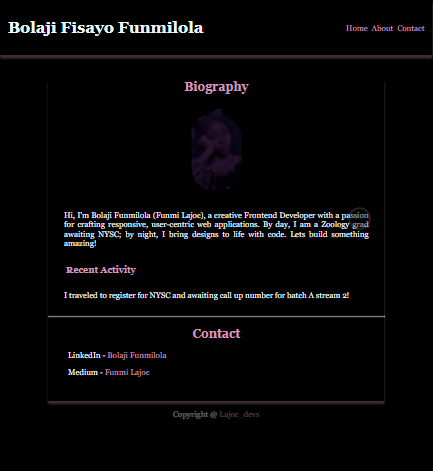 Bolaji Fisayo Funmilola
Home About Contact
Biography
Hi, I'm Bolaji Funmilola (Funmi Lajoc), a creative Frontend Developer with a passion
for crafting responsive, user-centric web applications. By day, I am a Zoology grad
awaiting NYSC; by night, I bring designs to life with code. Lets build something
amazing!
Recent Activity
I traveled to register for NYSC and awaiting call up number for batch A stream 2!
Contact
LinkedIn - Bolaji Funmilola
Medium - Funmi Lajoc
Copyright @ Lajoc_devs